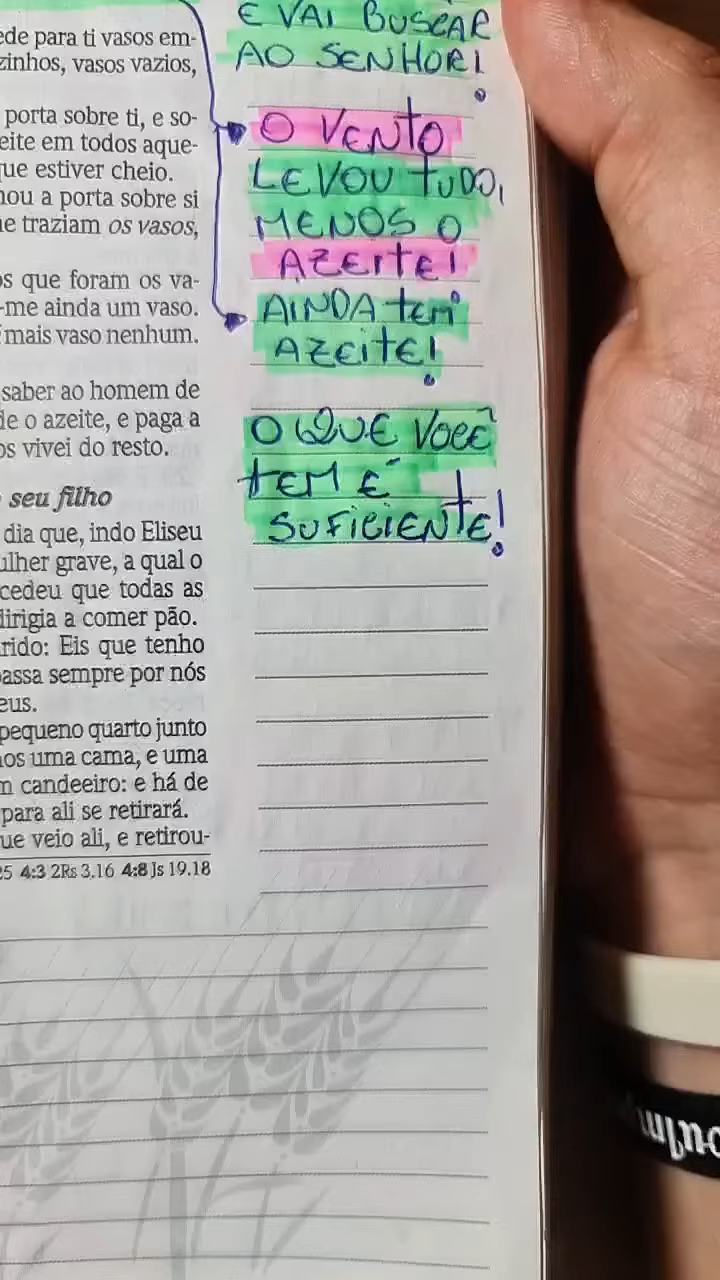 ede para ti vasos em-
zinhos, vasos vazios,
porta sobre ti, e so-
eite em todos aque-
que estiver cheio.
hou a porta sobre si
he traziam os vasos,
os que foram os va-
-me ainda um vaso.
mais vaso nenhum.
saber ao homem de
de o azeite, e paga a
os vivei do resto.
seu filho
dia que, indo Eliseu
ulher grave, a qual o
cedeu que todas as
dirigia a comer pão.
rido: Eis que tenho
passa sempre por nós
eus.
pequeno quarto junto
nos uma cama, e uma
m candeeiro: e há de
para ali se retirará.
ue veio ali, e retirou-
25 4:3 2Rs 3.16 4:8 Js 19.18
E VAI BUSCAR
AO SENHOR!
O VENTO
LEVOU TUDO,
MENOS O
AZEITE!
AINDA TEM
AZEITE!
O QUE VOCÊ
TEM É
SUFICIENTE!